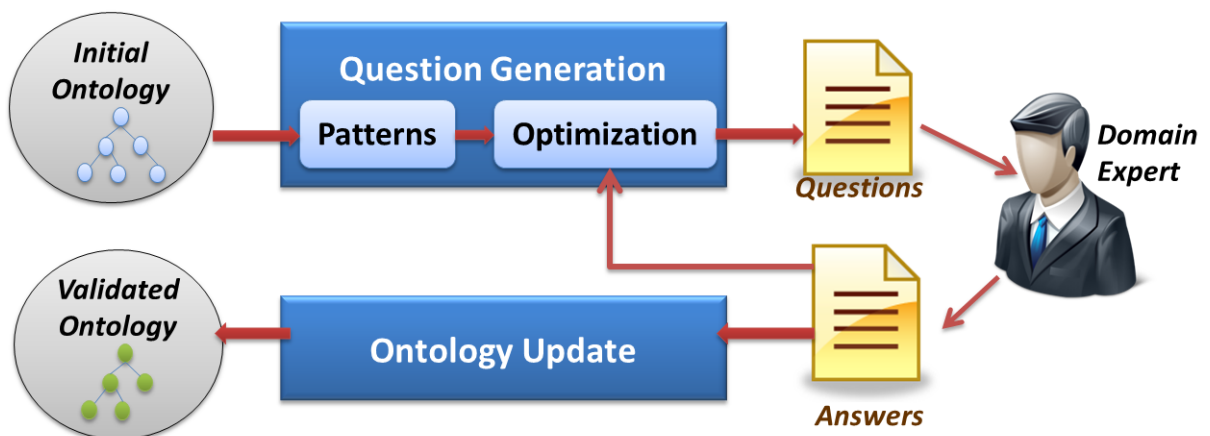 Initial
Ontology
Question Generation
Patterns
Optimization
Questions
Domain
Expert
Validated
Ontology
Ontology Update
Answers